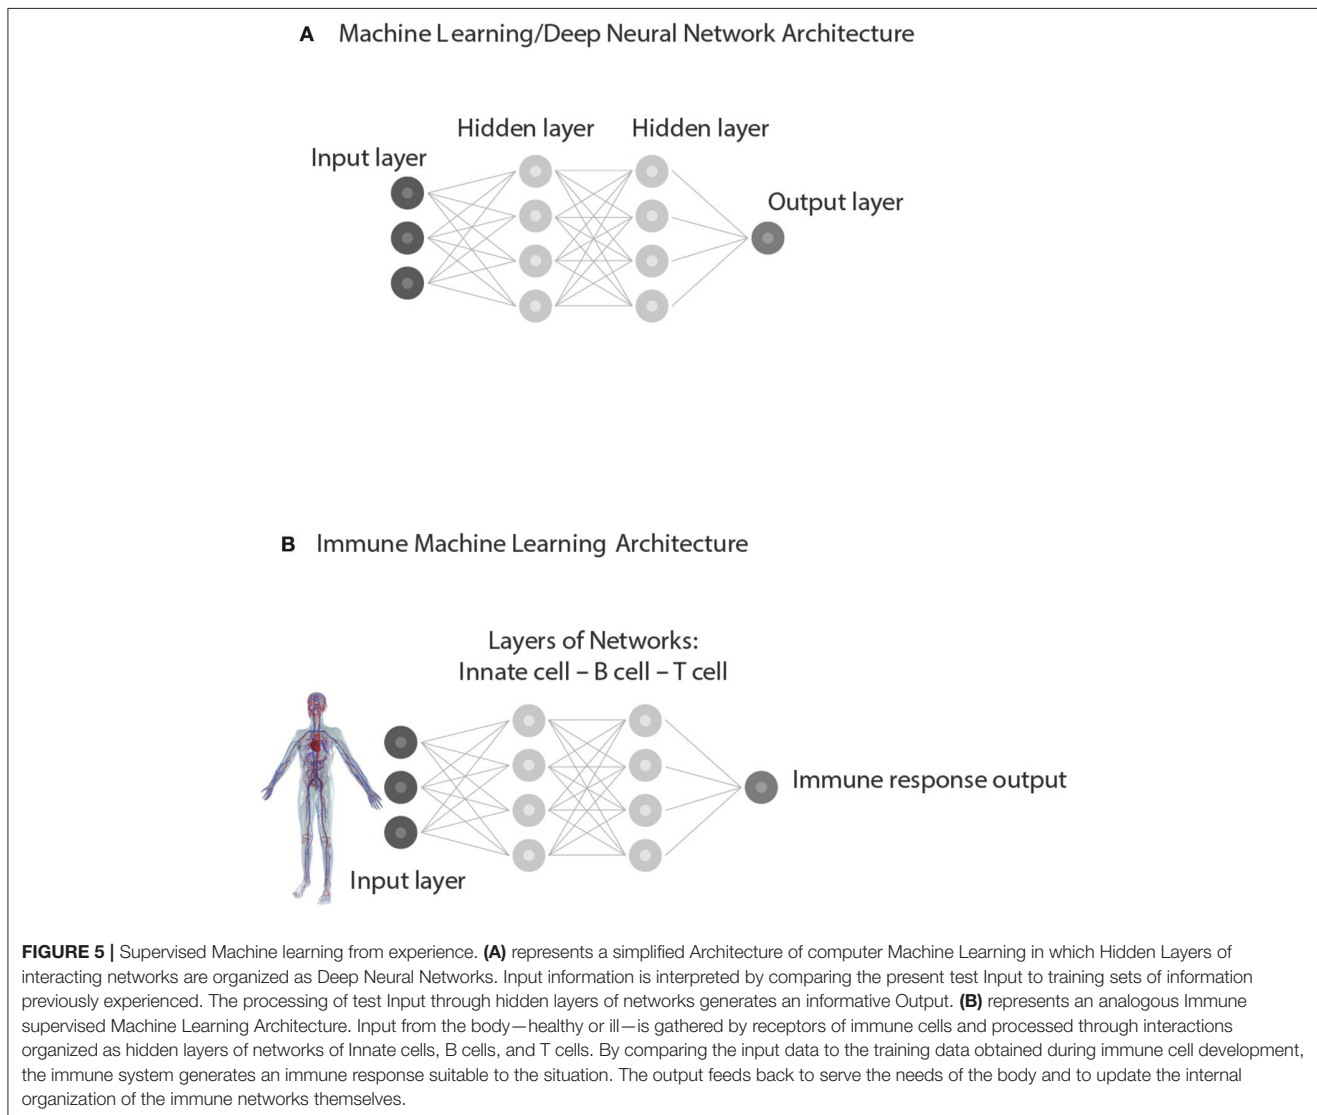 A Machine Learning/Deep Neural Network Architecture
Hidden layer Hidden layer
Input layer
Output layer
B Immune Machine Learning Architecture
Layers of Networks:
Innate cell – B cell – T cell
Immune response output
Input layer
FIGURE 5 | Supervised Machine learning from experience. (A) represents a simplified Architecture of computer Machine Learning in which Hidden Layers of
interacting networks are organized as Deep Neural Networks. Input information is interpreted by comparing the present test Input to training sets of information
previously experienced. The processing of test Input through hidden layers of networks generates an informative Output. (B) represents an analogous Immune
supervised Machine Learning Architecture. Input from the body—healthy or ill—is gathered by receptors of immune cells and processed through interactions
organized as hidden layers of networks of Innate cells, B cells, and T cells. By comparing the input data to the training data obtained during immune cell development,
the immune system generates an immune response suitable to the situation. The output feeds back to serve the needs of the body and to update the internal
organization of the immune networks themselves.